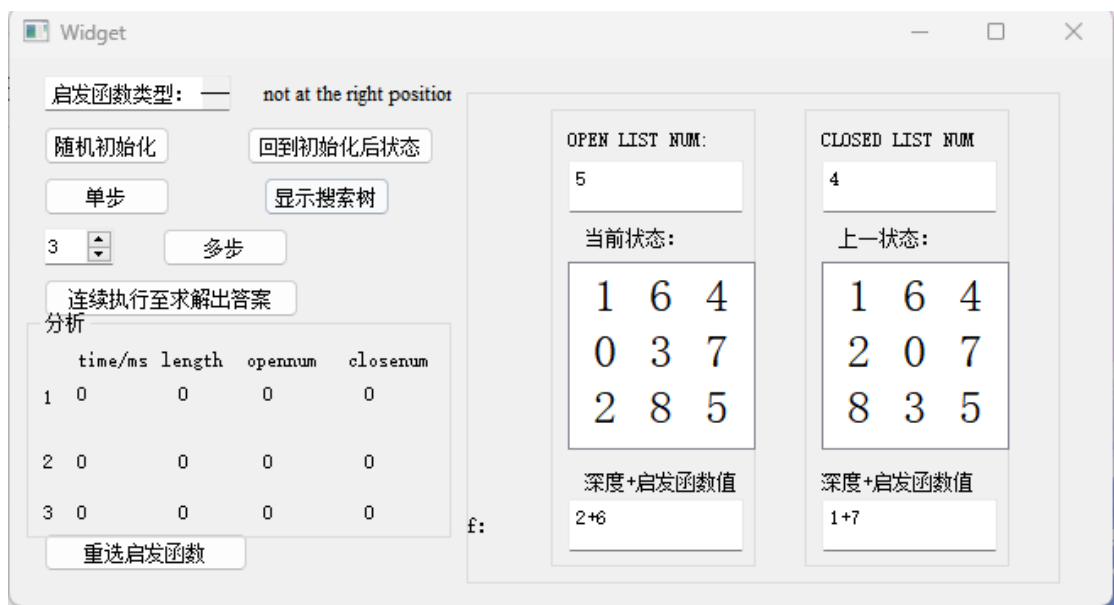 Widget
启发函数类型: 一 not at the right position
随机初始化 回到初始化后状态
单步 显示搜索树
3 多步
连续执行至求解出答案
分析
time/ms length opennum closenum
1 0 0 0 0
2 0 0 0 0
3 0 0 0 0
重选启发函数
OPEN LIST NUM:
5
当前状态:
1 6 4
0 3 7
2 8 5
深度+启发函数值
f: 2+6
CLOSED LIST NUM
4
上一状态:
1 6 4
2 0 7
8 3 5
深度+启发函数值
1+7